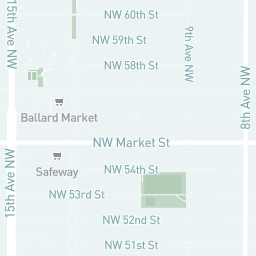 NW 60th St
15th Ave NW
NW 59th St
9th Ave NW
NW 58th St
8th Ave NW
Ballard Market
NW Market St
Safeway
NW 54th St
15th Ave NW
NW 53rd St
NW 52nd St
NW 51st St